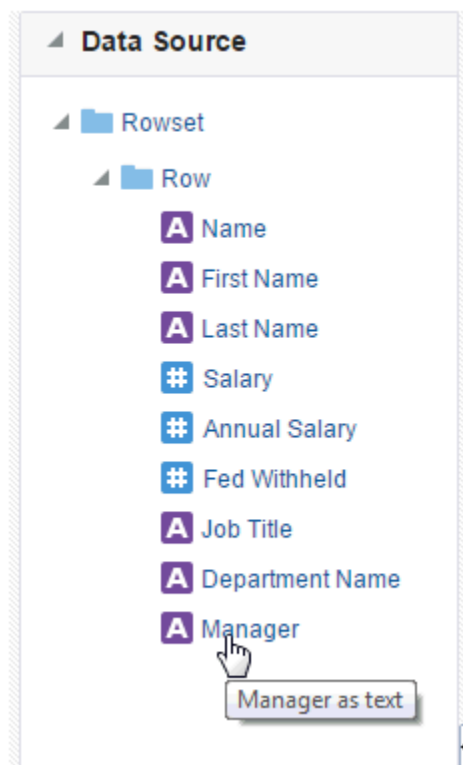 Data Source
Rowset
Row
A Name
A First Name
A Last Name
# Salary
# Annual Salary
# Fed Withheld
A Job Title
A Department Name
A Manager
Manager as text